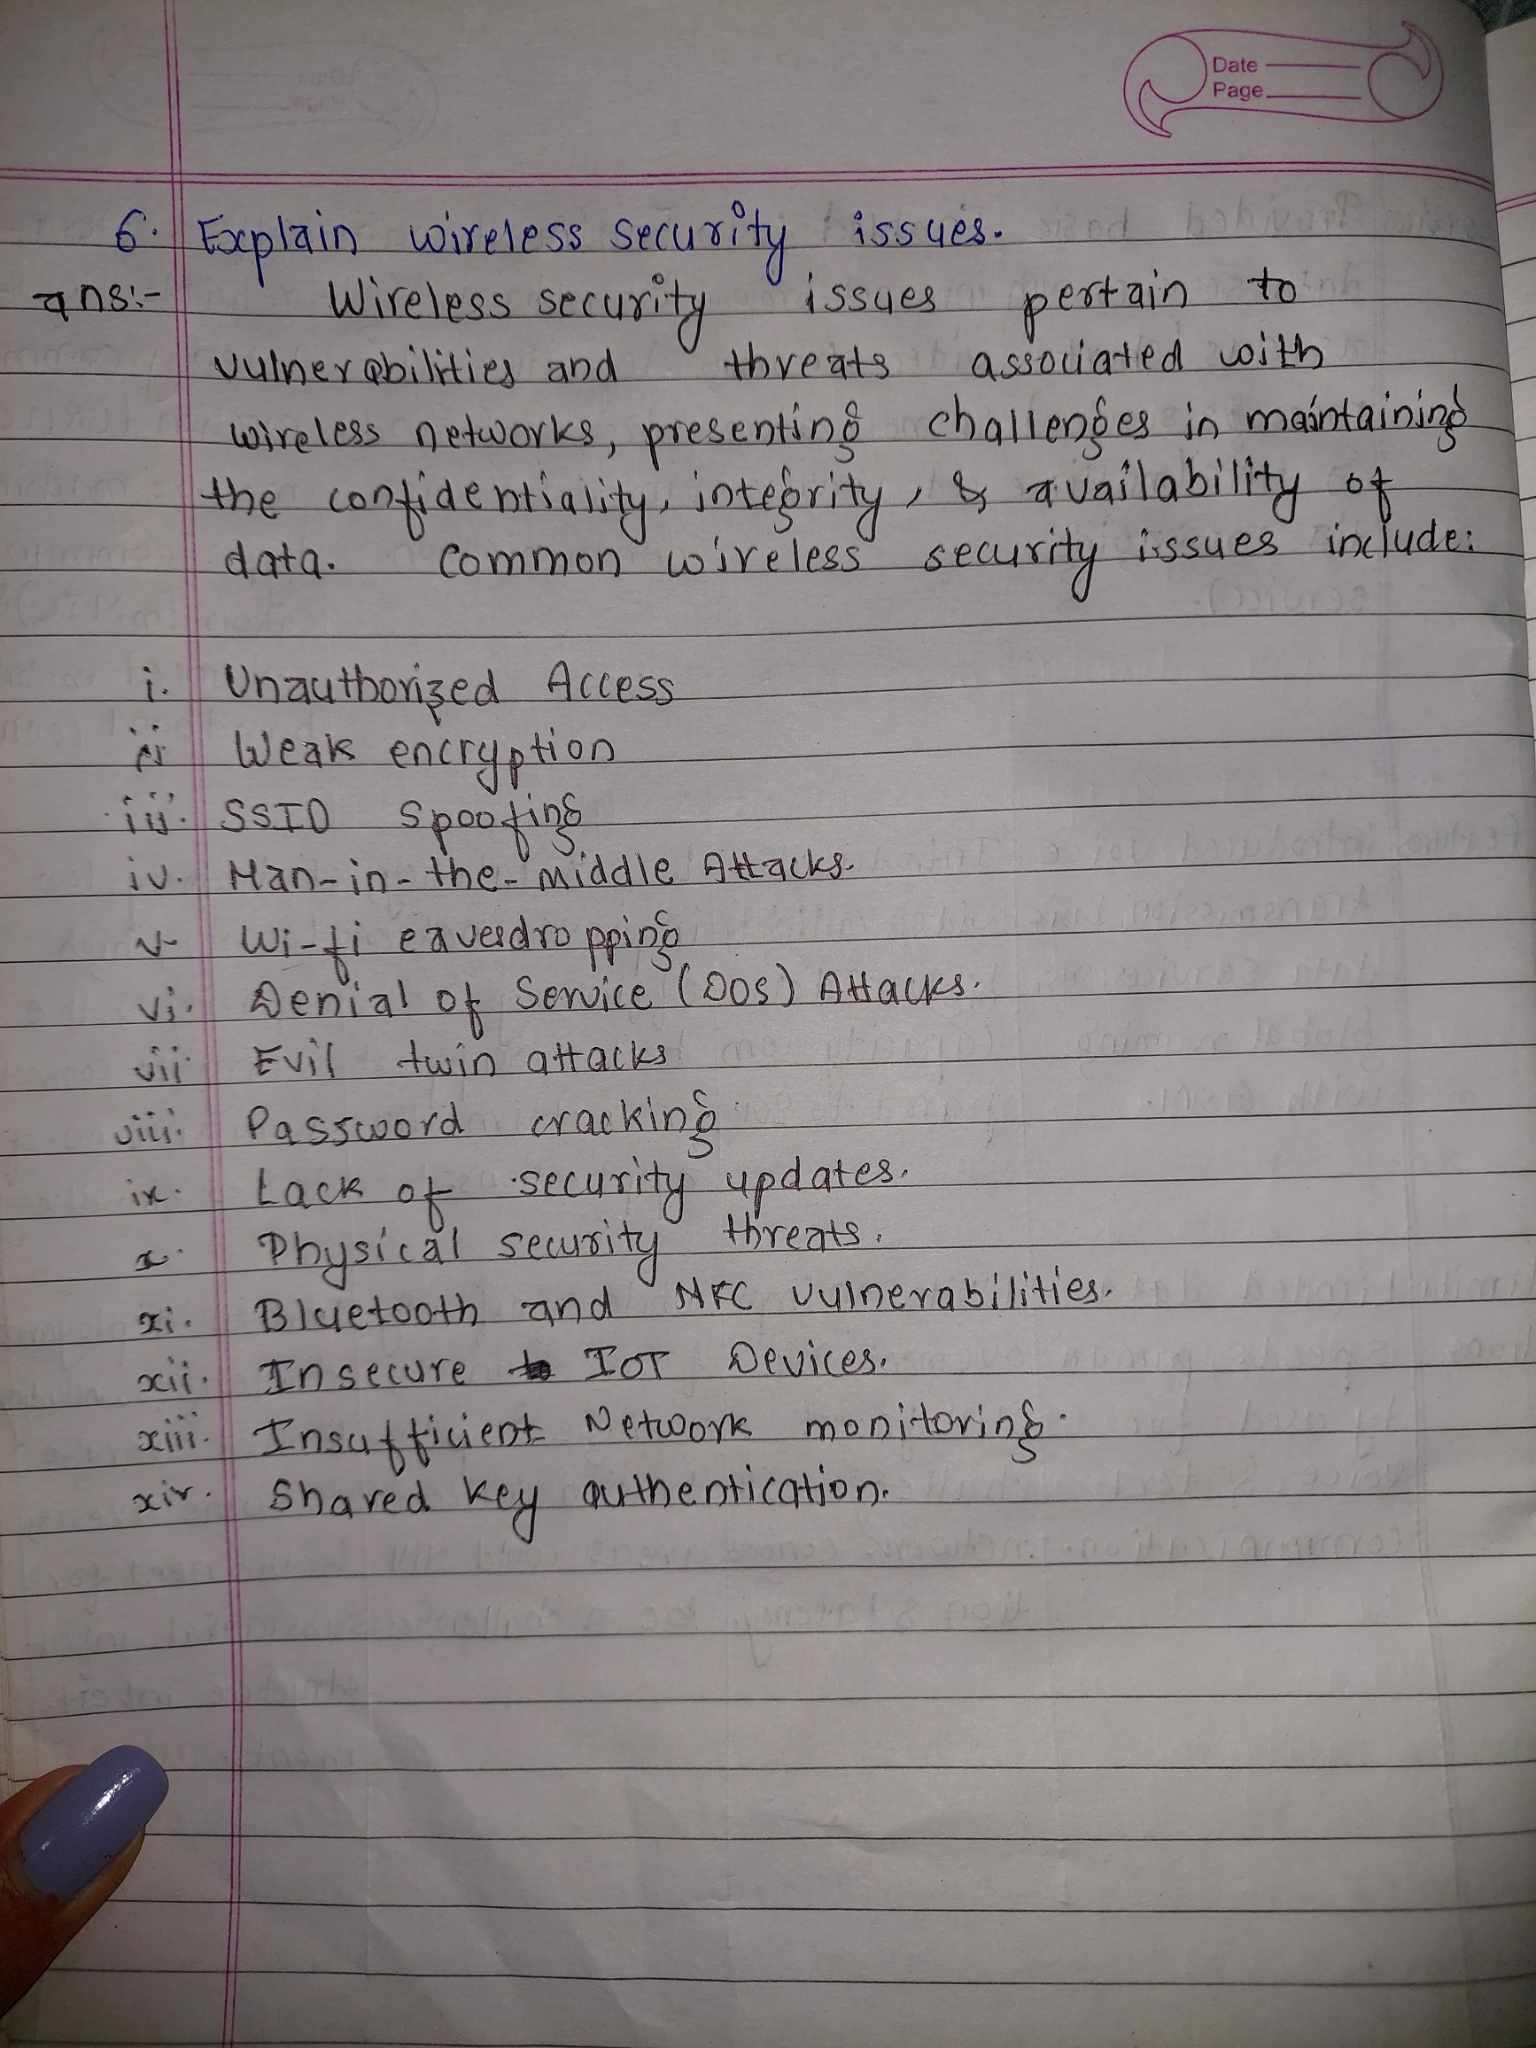 Date
Page
6. Explain wireless security issues.
ans:- Wireless security issues pertain to
vulnerabilities and threats associated with
wireless networks, presenting challenges in maintaining
the confidentiality, integrity, & availability of
data. Common wireless security issues include:
i. Unauthorized Access
ii Weak encryption
iii. SSID Spoofing
iv. Man-in-the-middle Attacks.
v- Wi-fi eavesdropping
vi. Denial of Service (DOS) Attacks.
vii. Evil twin attacks
viii. Password cracking
ix. Lack of security updates.
x. Physical security threats.
xi. Bluetooth and NFC vulnerabilities.
xii. Insecure IOT Devices.
xiii. Insufficient Network monitoring.
xiv. Shared key authentication.